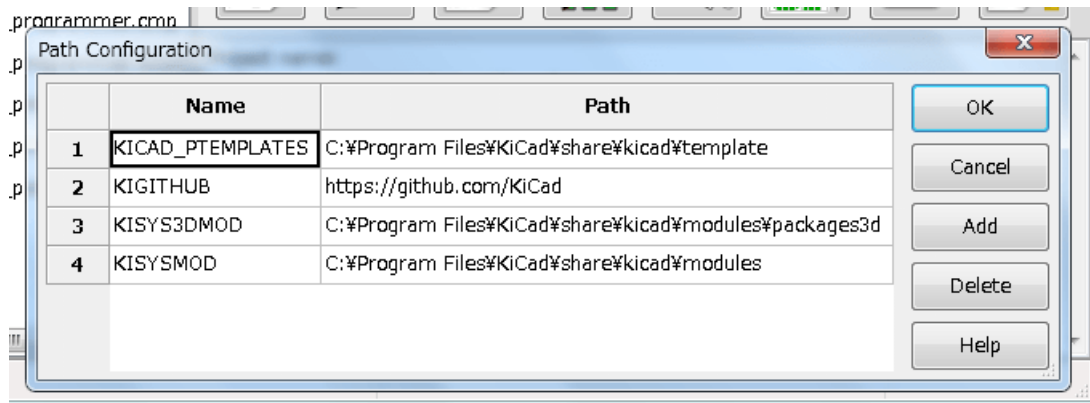 _programmer.cmp
Path Configuration
Name Path
1 KICAD_PTEMPLATES C:¥Program Files¥KiCad¥share¥kicad¥template
2 KIGITHUB https://github.com/KiCad
3 KISYS3DMOD C:¥Program Files¥KiCad¥share¥kicad¥modules¥packages3d
4 KISYSMOD C:¥Program Files¥KiCad¥share¥kicad¥modules
OK
Cancel
Add
Delete
Help